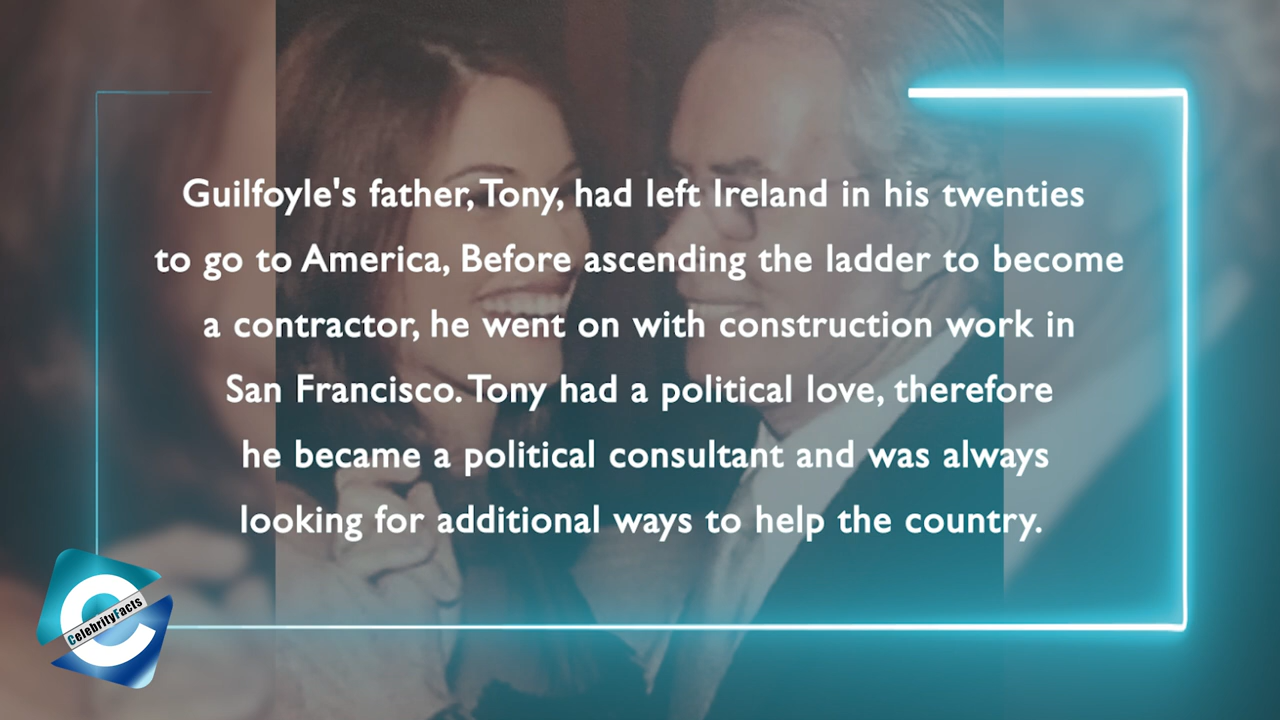 Guilfoyle's father, Tony, had left Ireland in his twenties
to go to America, Before ascending the ladder to become
a contractor, he went on with construction work in
San Francisco. Tony had a political love, therefore
he became a political consultant and was always
looking for additional ways to help the country.
CelebrityFacts